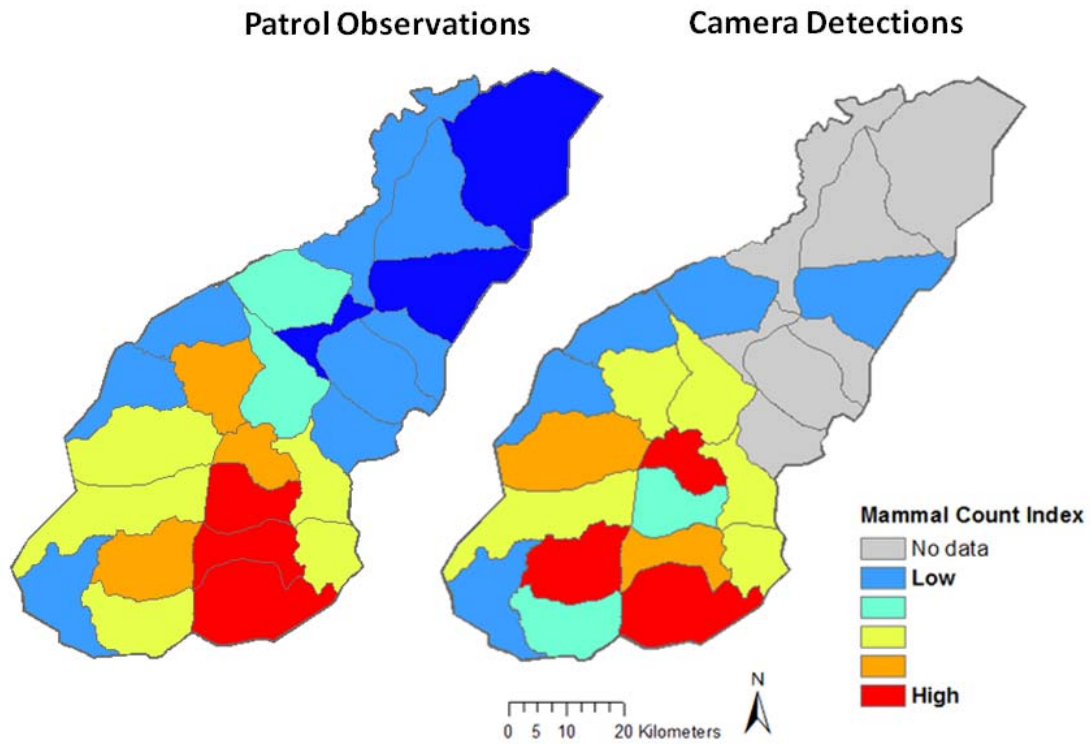 Patrol Observations
Camera Detections
Mammal Count Index
No data
Low
High
N
0 5 10 20 Kilometers